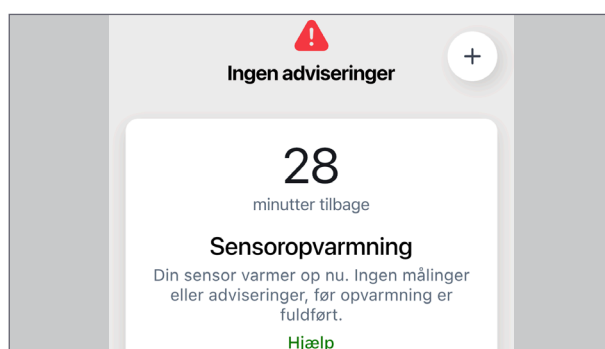 Ingen adviseringer
28
minutter tilbage
Sensoropvarmning
Din sensor varmer op nu. Ingen målinger
eller adviseringer, før opvarmning er
fuldført.
Hjælp